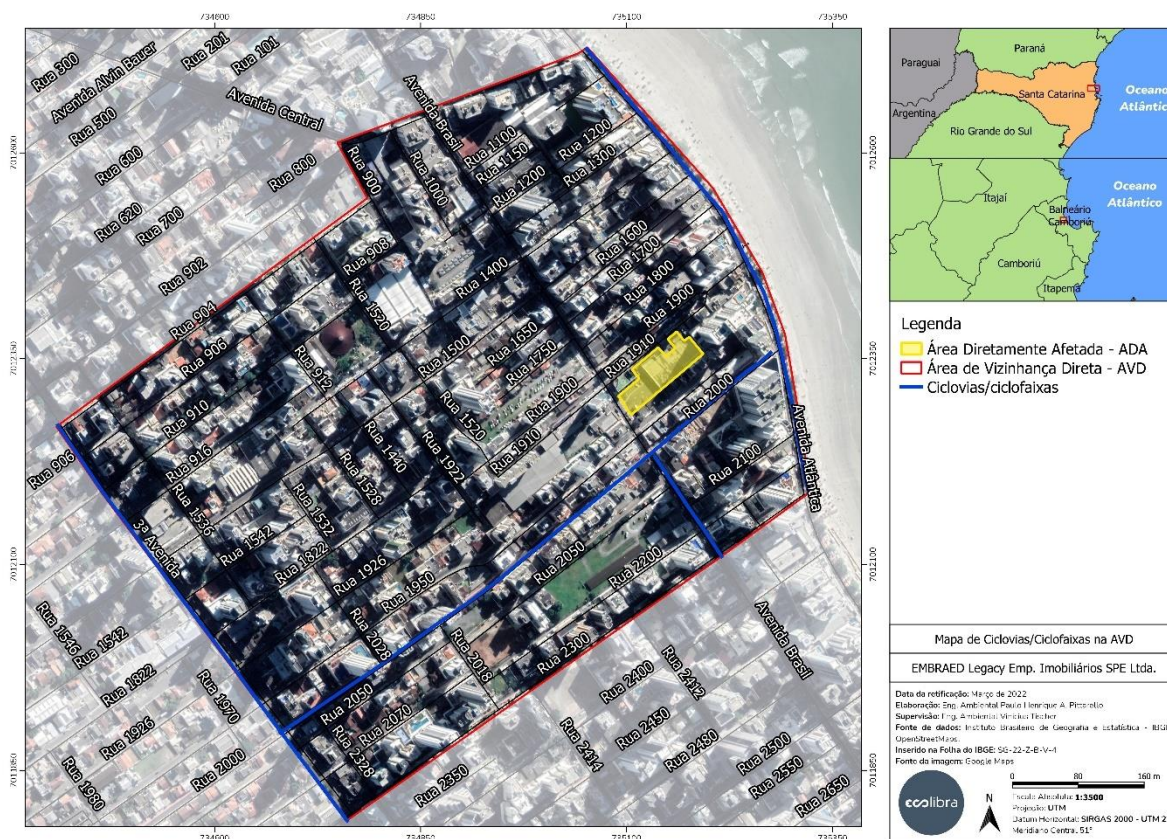 734600
734850
735100
735350
7012600
7012350
7012100
7011850
7012600
7012350
7012100
7011850
734600
734850
735100
735350
Rua 300
Avenida Alvin Bauer
Rua 201
Rua 101
Rua 500
Avenida Central
Avenida Brasil
Rua 600
Rua 800
Rua 900
Rua 1000
Rua 1100
Rua 1150
Rua 1200
Rua 1200
Rua 1300
Rua 620
Rua 700
Rua 902
Rua 908
Rua 1400
Rua 1600
Rua 1700
Rua 1800
Rua 1900
Rua 904
Rua 906
Rua 1520
Rua 1500
Rua 1650
Rua 1750
Rua 1910
Rua 912
Rua 910
Rua 1900
Rua 2000
Rua 916
Rua 1440
Rua 1520
Rua 1910
Avenida Atlântica
Rua 906
Rua 1922
Rua 2100
Rua 1536
Rua 1528
Rua 1532
3ª Avenida
Rua 1542
Rua 1822
Rua 1926
Rua 1950
Rua 2050
Rua 2200
Rua 1546
Rua 1542
Rua 2028
Rua 2018
Rua 2300
Avenida Brasil
Rua 1822
Rua 1970
Rua 2050
Rua 2070
Rua 2400
Rua 2412
Rua 1926
Rua 2000
Rua 2328
Rua 2414
Rua 2450
Rua 2480
Rua 2500
Rua 1980
Rua 2350
Rua 2550
Rua 2650
Paraguai
Paraná
Santa Catarina
Argentina
Oceano
Atlântic
Rio Grande do Sul
Itajaí
Oceano
Atlântico
Balneário
Camboriú
Camboriú
Itapema
Legenda
Área Diretamente Afetada - ADA
Área de Vizinhança Direta - AVD
Ciclovias/ciclofaixas
Mapa de Ciclovias/Ciclofaixas na AVD
EMBRAED Legacy Emp. Imobiliários SPE Ltda.
Data da retificação: Março de 2022
Elaboração: Eng. Ambiental Paulo Henrique A. Pissarello
Supervisão: Eng. Ambiental Vinicius Tischer
Fonte de dados: Instituto Brasileiro de Geografia e Estatística - IBGE
OpenStreetMaps.
Inserido na Folha do IBGE: SG-22-Z-B-V-4
Fonte da imagem: Google Maps
ecolibra
N
0 80 160 m
Escala Absoluta: 1:3500
Projeção: UTM
Datum Horizontal: SIRGAS 2000 - UTM 2
Meridiano Central: 51°